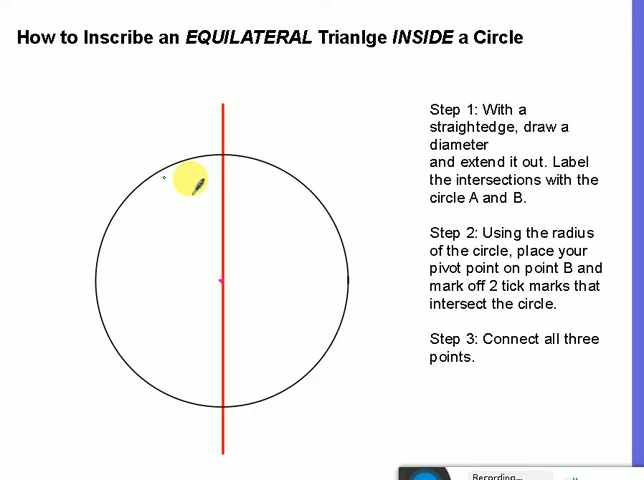 How to Inscribe an EQUILATERAL Trianlge INSIDE a Circle
Step 1: With a
straightedge, draw a
diameter
and extend it out. Label
the intersections with the
circle A and B.
Step 2: Using the radius
of the circle, place your
pivot point on point B and
mark off 2 tick marks that
intersect the circle.
Step 3: Connect all three
points.
Recording...